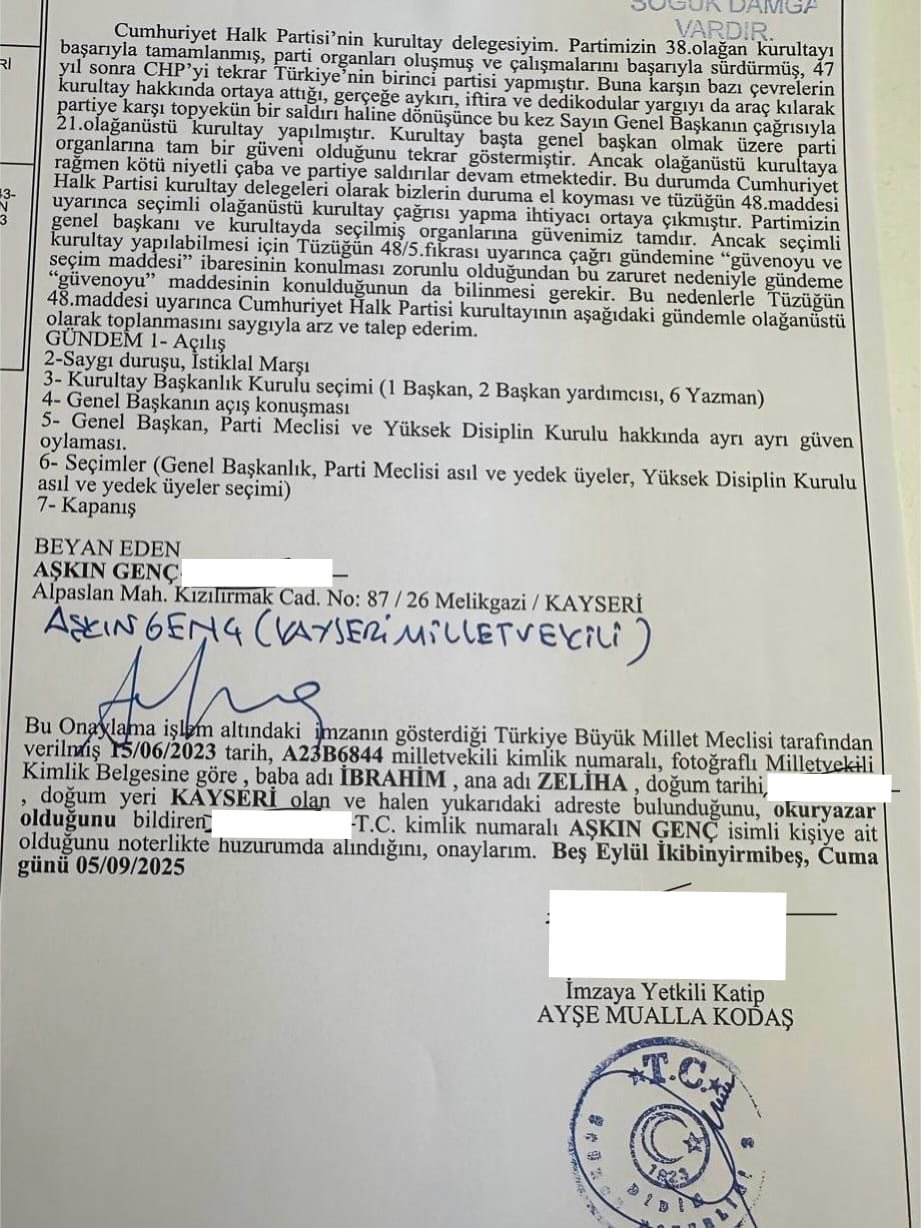 SOĞUK DAMGA
VARDIR.
Rİ
Cumhuriyet Halk Partisi’nin kurultay delegesiyim. Partimizin 38.olağan kurultayı
başarıyla tamamlanmış, parti organları oluşmuş ve çalışmalarını başarıyla sürdürmüş, 47
yıl sonra CHP’yi tekrar Türkiye’nin birinci partisi yapmıştır. Buna karşın bazı çevrelerin
kurultay hakkında ortaya attığı, gerçeğe aykırı, iftira ve dedikodular yargıyı da araç kılarak
partiye karşı topyekün bir saldırı haline dönüşünce bu kez Sayın Genel Başkanın çağrısıyla
21.olağanüstü kurultay yapılmıştır. Kurultay başta genel başkan olmak üzere parti
organlarına tam bir güveni olduğunu tekrar göstermiştir. Ancak olağanüstü kurultaya
rağmen kötü niyetli çaba ve partiye saldırılar devam etmektedir. Bu durumda Cumhuriyet
Halk Partisi kurultay delegeleri olarak bizlerin duruma el koyması ve tüzüğün 48.maddesi
uyarınca seçimli olağanüstü kurultay çağrısı yapma ihtiyacı ortaya çıkmıştır. Partimizin
genel başkanı ve kurultayda seçilmiş organlarına güvenimiz tamdır. Ancak seçimli
kurultay yapılabilmesi için Tüzüğün 48/5.fıkrası uyarınca çağrı gündemine “güvenoyu ve
seçim maddesi” ibaresinin konulması zorunlu olduğundan bu zaruret nedeniyle gündeme
“güvenoyu” maddesinin konulduğunun da bilinmesi gerekir. Bu nedenlerle Tüzüğün
48.maddesi uyarınca Cumhuriyet Halk Partisi kurultayının aşağıdaki gündemle olağanüstü
olarak toplanmasını saygıyla arz ve talep ederim.
GÜNDEM 1- Açılış
2-Saygı duruşu, İstiklal Marşı
3- Kurultay Başkanlık Kurulu seçimi (1 Başkan, 2 Başkan yardımcısı, 6 Yazman)
4- Genel Başkanın açış konuşması
5- Genel Başkan, Parti Meclisi ve Yüksek Disiplin Kurulu hakkında ayrı ayrı güven
oylaması.
6- Seçimler (Genel Başkanlık, Parti Meclisi asıl ve yedek üyeler, Yüksek Disiplin Kurulu
asıl ve yedek üyeler seçimi)
7- Kapanış
BEYAN EDEN
AŞKIN GENÇ
Alpaslan Mah. Kızılırmak Cad. No: 87 / 26 Melikgazi / KAYSERİ
AŞKIN GENÇ (KAYSERİ MİLLETVEKİLİ)
Bu Onaylama işlem altındaki imzanın gösterdiği Türkiye Büyük Millet Meclisi tarafından
verilmiş 15/06/2023 tarih, A23B6844 milletvekili kimlik numaralı, fotoğraflı Milletvekili
Kimlik Belgesine göre , baba adı İBRAHİM , ana adı ZELİHA , doğum tarihi,
, doğum yeri KAYSERİ olan ve halen yukarıdaki adreste bulunduğunu, okuryazar
olduğunu bildiren -T.C. kimlik numaralı AŞKIN GENÇ isimli kişiye ait
olduğunu noterlikte huzurumda alındığını, onaylarım. Beş Eylül İkibinyirmibeş, Cuma
günü 05/09/2025
İmzaya Yetkili Katip
AYŞE MUALLA KODAŞ
T.C.
1923